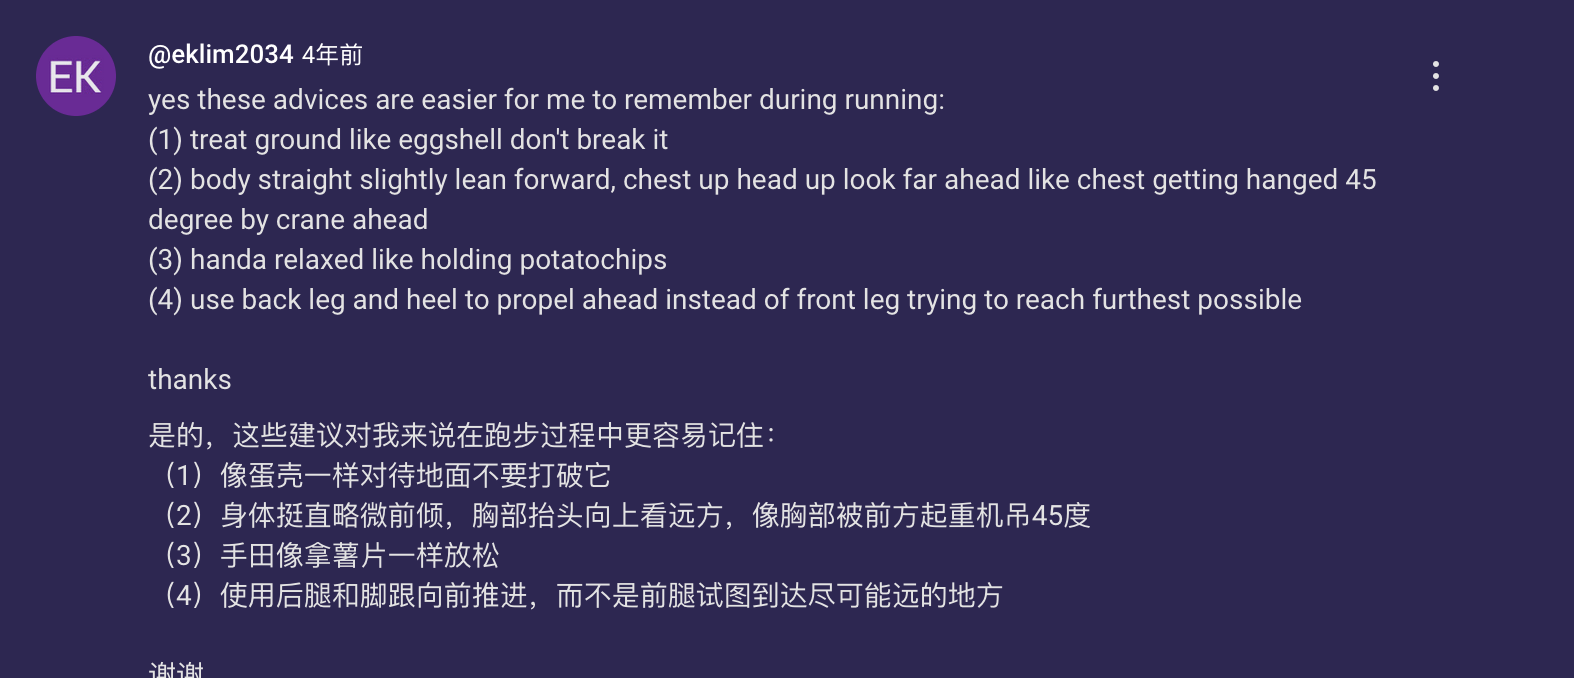 EK
@eklim2034 4年前
yes these advices are easier for me to remember during running:
(1) treat ground like eggshell don't break it
(2) body straight slightly lean forward, chest up head up look far ahead like chest getting hanged 45
degree by crane ahead
(3) handa relaxed like holding potatochips
(4) use back leg and heel to propel ahead instead of front leg trying to reach furthest possible
thanks
是的，这些建议对我来说在跑步过程中更容易记住：
（1）像蛋壳一样对待地面不要打破它
（2）身体挺直略微前倾，胸部抬头向上看远方，像胸部被前方起重机吊45度
（3）手田像拿薯片一样放松
（4）使用后腿和脚跟向前推进，而不是前腿试图到达尽可能远的地方
谢谢